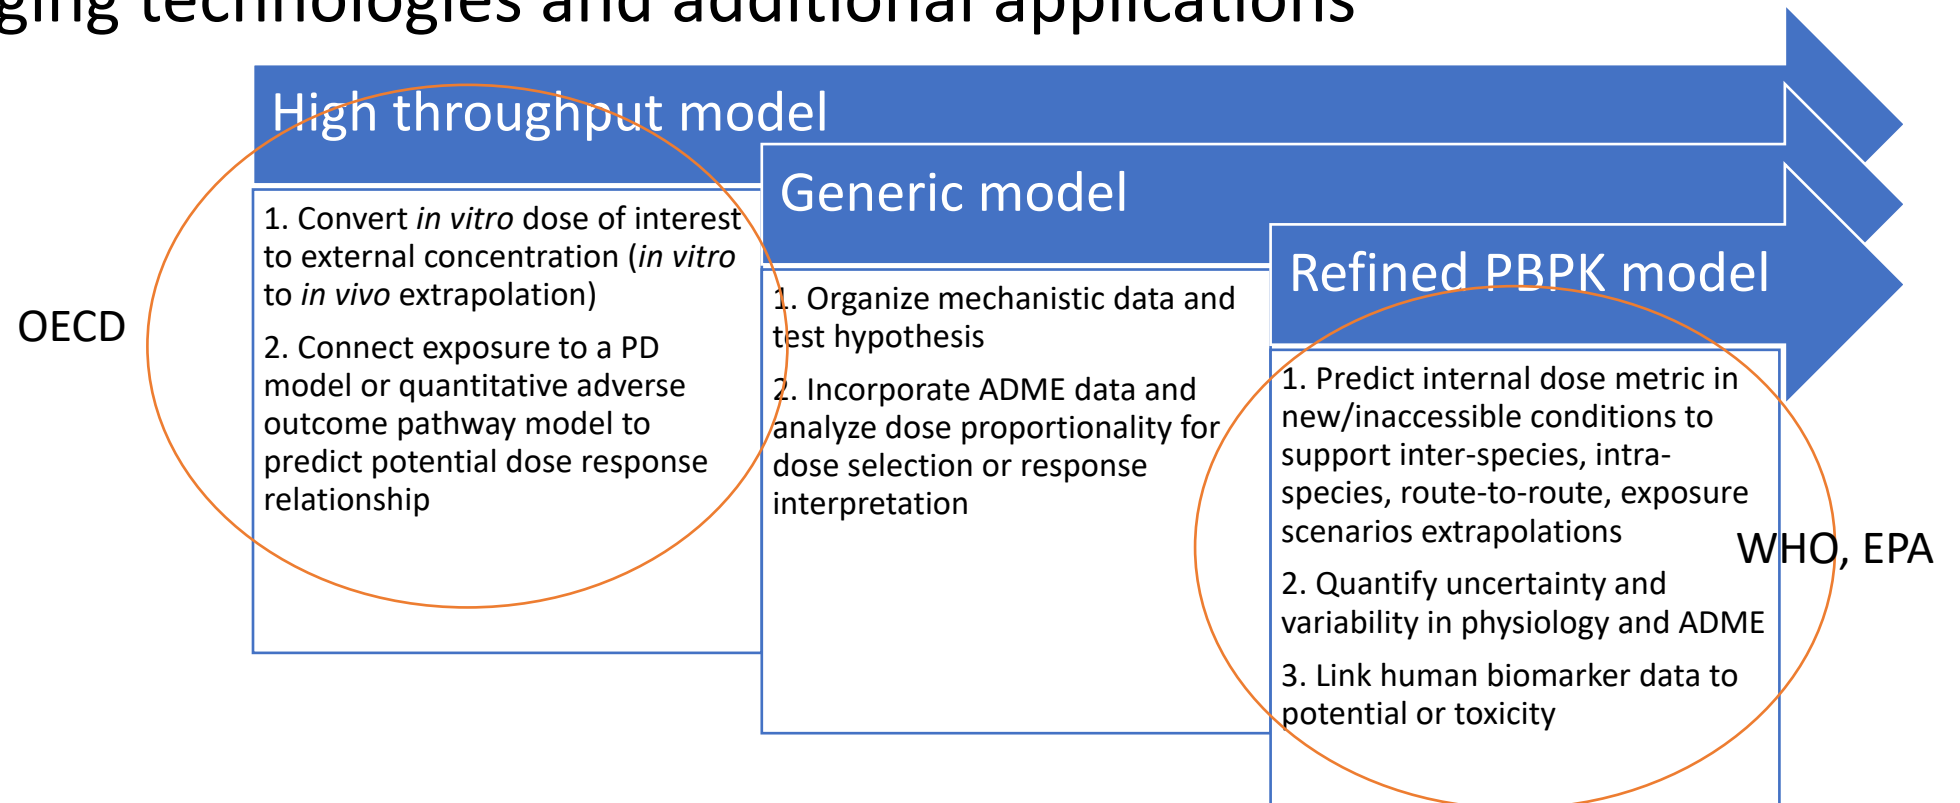 ging technologies and additional applications
High throughput model
1. Convert in vitro dose of interest
to external concentration (in vitro
to in vivo extrapolation)
2. Connect exposure to a PD
model or quantitative adverse
outcome pathway model to
predict potential dose response
relationship
OECD
Generic model
1. Organize mechanistic data and
test hypothesis
2. Incorporate ADME data and
analyze dose proportionality for
dose selection or response
interpretation
Refined PBPK model
1. Predict internal dose metric in
new/inaccessible conditions to
support inter-species, intra-
species, route-to-route, exposure
scenarios extrapolations
2. Quantify uncertainty and
variability in physiology and ADME
3. Link human biomarker data to
potential or toxicity
WHO, EPA